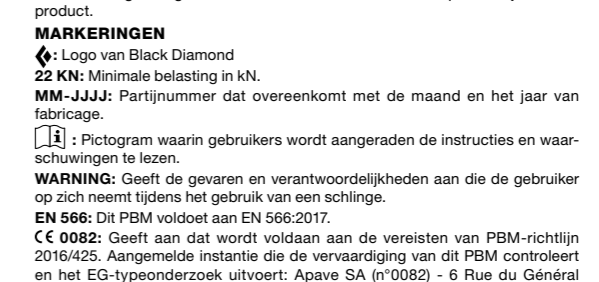 product.
MARKERINGEN
: Logo van Black Diamond
22 KN: Minimale belasting in kN.
MM-JJJJ: Partijnummer dat overeenkomt met de maand en het jaar van
fabricage.
: Pictogram waarin gebruikers wordt aangeraden de instructies en waar-
schuwingen te lezen.
WARNING: Geeft de gevaren en verantwoordelijkheden aan die de gebruiker
op zich neemt tijdens het gebruik van een schlinge.
EN 566: Dit PBM voldoet aan EN 566:2017.
CE 0082: Geeft aan dat wordt voldaan aan de vereisten van PBM-richtlijn
2016/425. Aangemelde instantie die de vervaardiging van dit PBM controleert
en het EG-typeonderzoek uitvoert: Apave SA (n°0082) - 6 Rue du Général